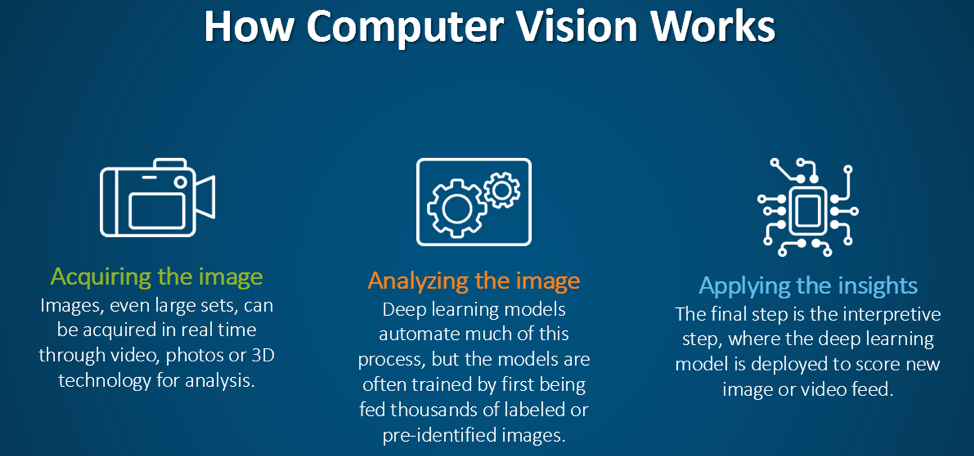 How Computer Vision Works
Acquiring the image
Images, even large sets, can
be acquired in real time
through video, photos or 3D
technology for analysis.
Analyzing the image
Deep learning models
automate much of this
process, but the models are
often trained by first being
fed thousands of labeled or
pre-identified images.
Applying the insights
The final step is the interpretive
step, where the deep learning
model is deployed to score new
image or video feed.